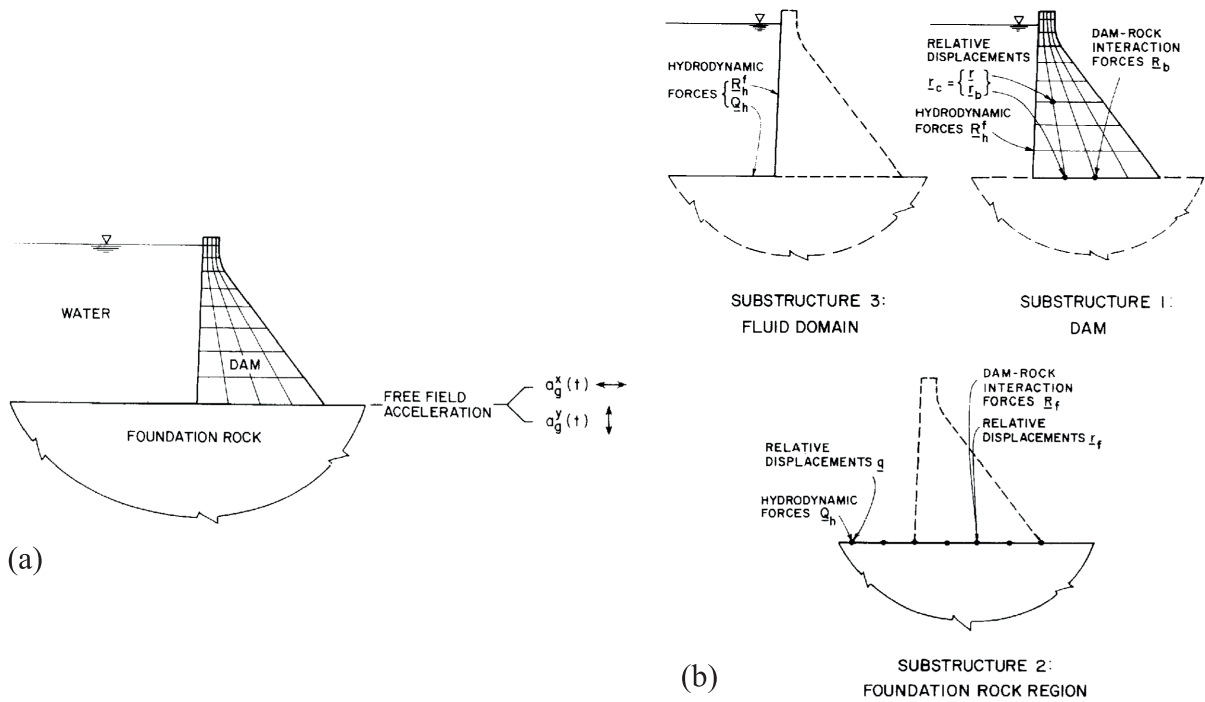 WATER
DAM
FOUNDATION ROCK
FREE FIELD
ACCELERATION
a_g^x(t)
a_g^y(t)
(a)
HYDRODYNAMIC
FORCES { R_h^f
Q_h
SUBSTRUCTURE 3:
FLUID DOMAIN
RELATIVE
DISPLACEMENTS
r_c = { r
r_b }
HYDRODYNAMIC
FORCES R_h^f
DAM-ROCK
INTERACTION
FORCES R_b
SUBSTRUCTURE 1:
DAM
DAM-ROCK
INTERACTION
FORCES R_f
RELATIVE
DISPLACEMENTS r_f
RELATIVE
DISPLACEMENTS q
HYDRODYNAMIC
FORCES Q_h
SUBSTRUCTURE 2:
FOUNDATION ROCK REGION
(b)